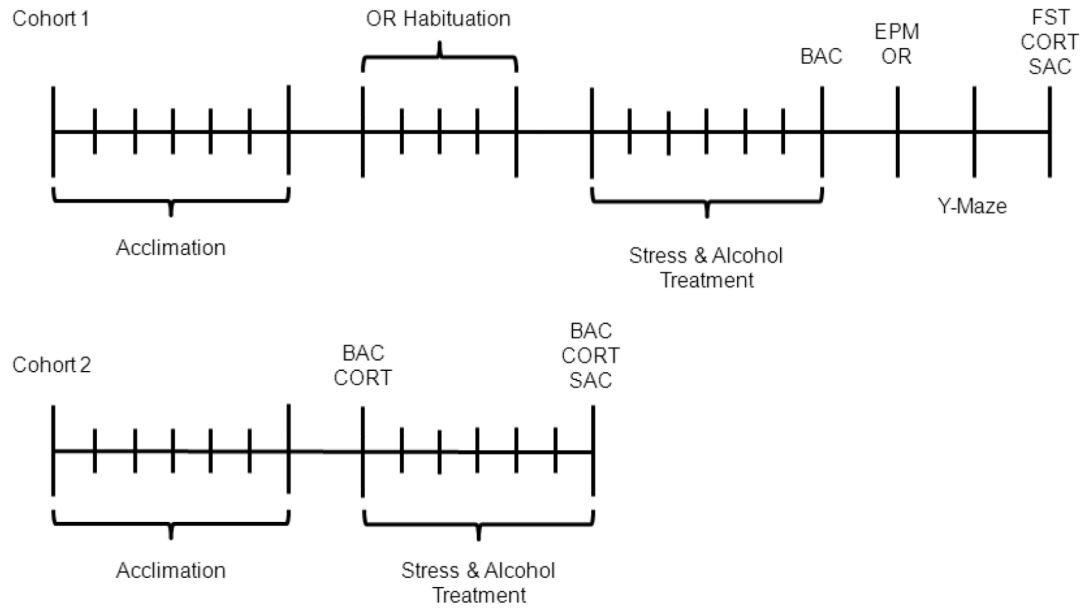 Cohort 1
OR Habituation
BAC
EPM
OR
FST
CORT
SAC
Acclimation
Stress & Alcohol
Treatment
Y-Maze
Cohort 2
BAC
CORT
BAC
CORT
SAC
Acclimation
Stress & Alcohol
Treatment